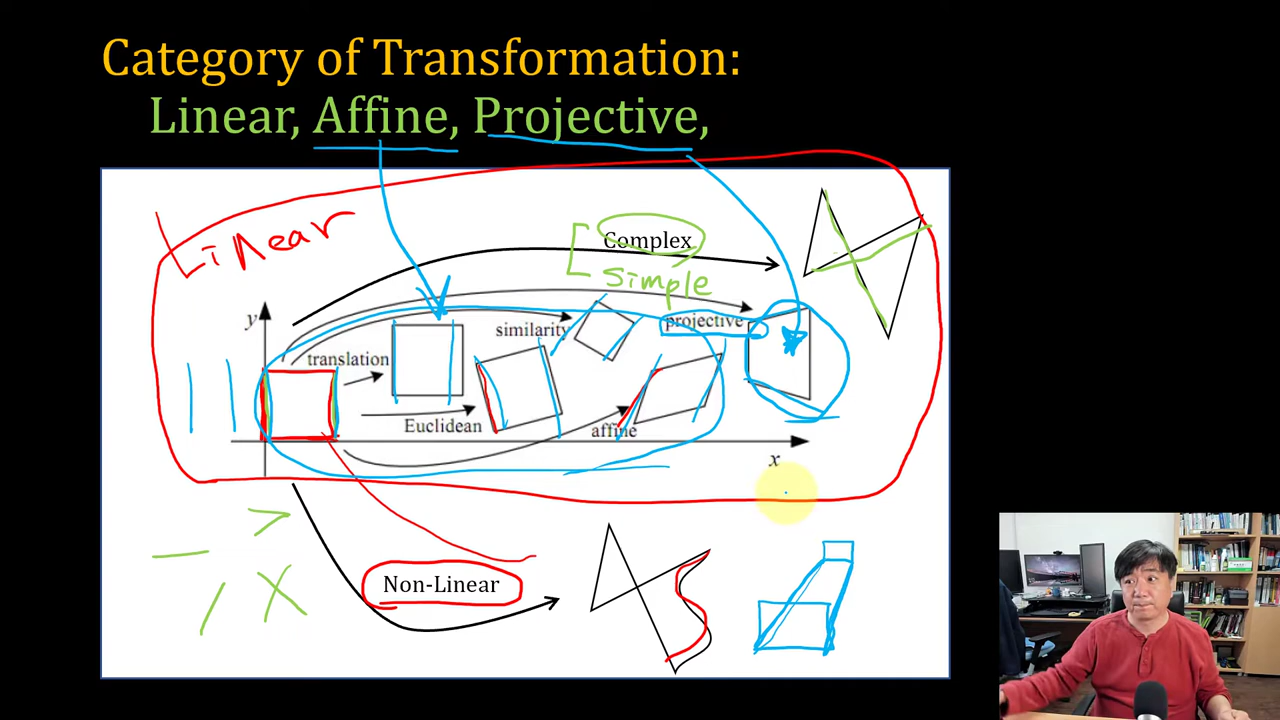 Category of Transformation:
Linear, Affine, Projective,
Linear
Complex
simple
y
similarity
projective
translation
Euclidean
affine
x
Non-Linear